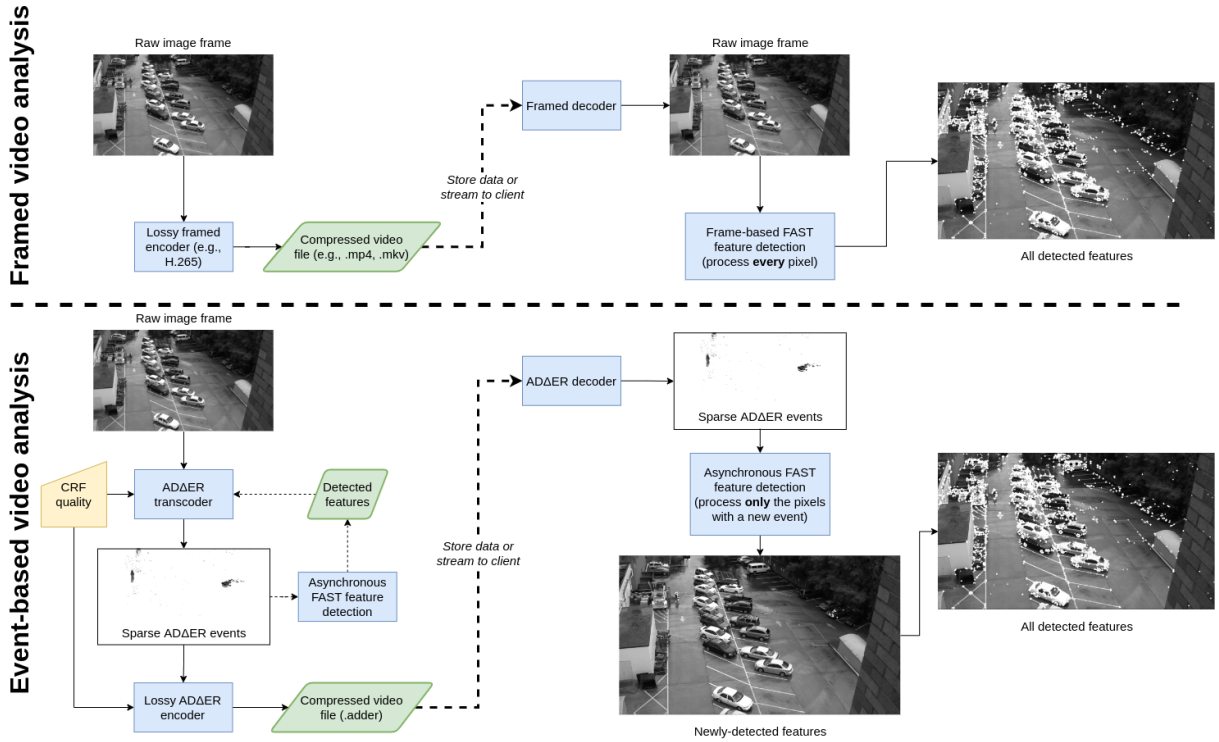 Framed video analysis
Raw image frame
Lossy framed
encoder (e.g.,
H.265)
Compressed video
file (e.g., .mp4, .mkv)
Store data or
stream to client
Framed decoder
Raw image frame
Frame-based FAST
feature detection
(process every pixel)
All detected features
Event-based video analysis
Raw image frame
CRF
quality
ADΔER
transcoder
Detected
features
Sparse ADΔER events
Asynchronous
FAST feature
detection
Lossy ADΔER
encoder
Compressed video
file (.adder)
Store data or
stream to client
ADΔER decoder
Sparse ADΔER events
Asynchronous FAST
feature detection
(process only the pixels
with a new event)
Newly-detected features
All detected features